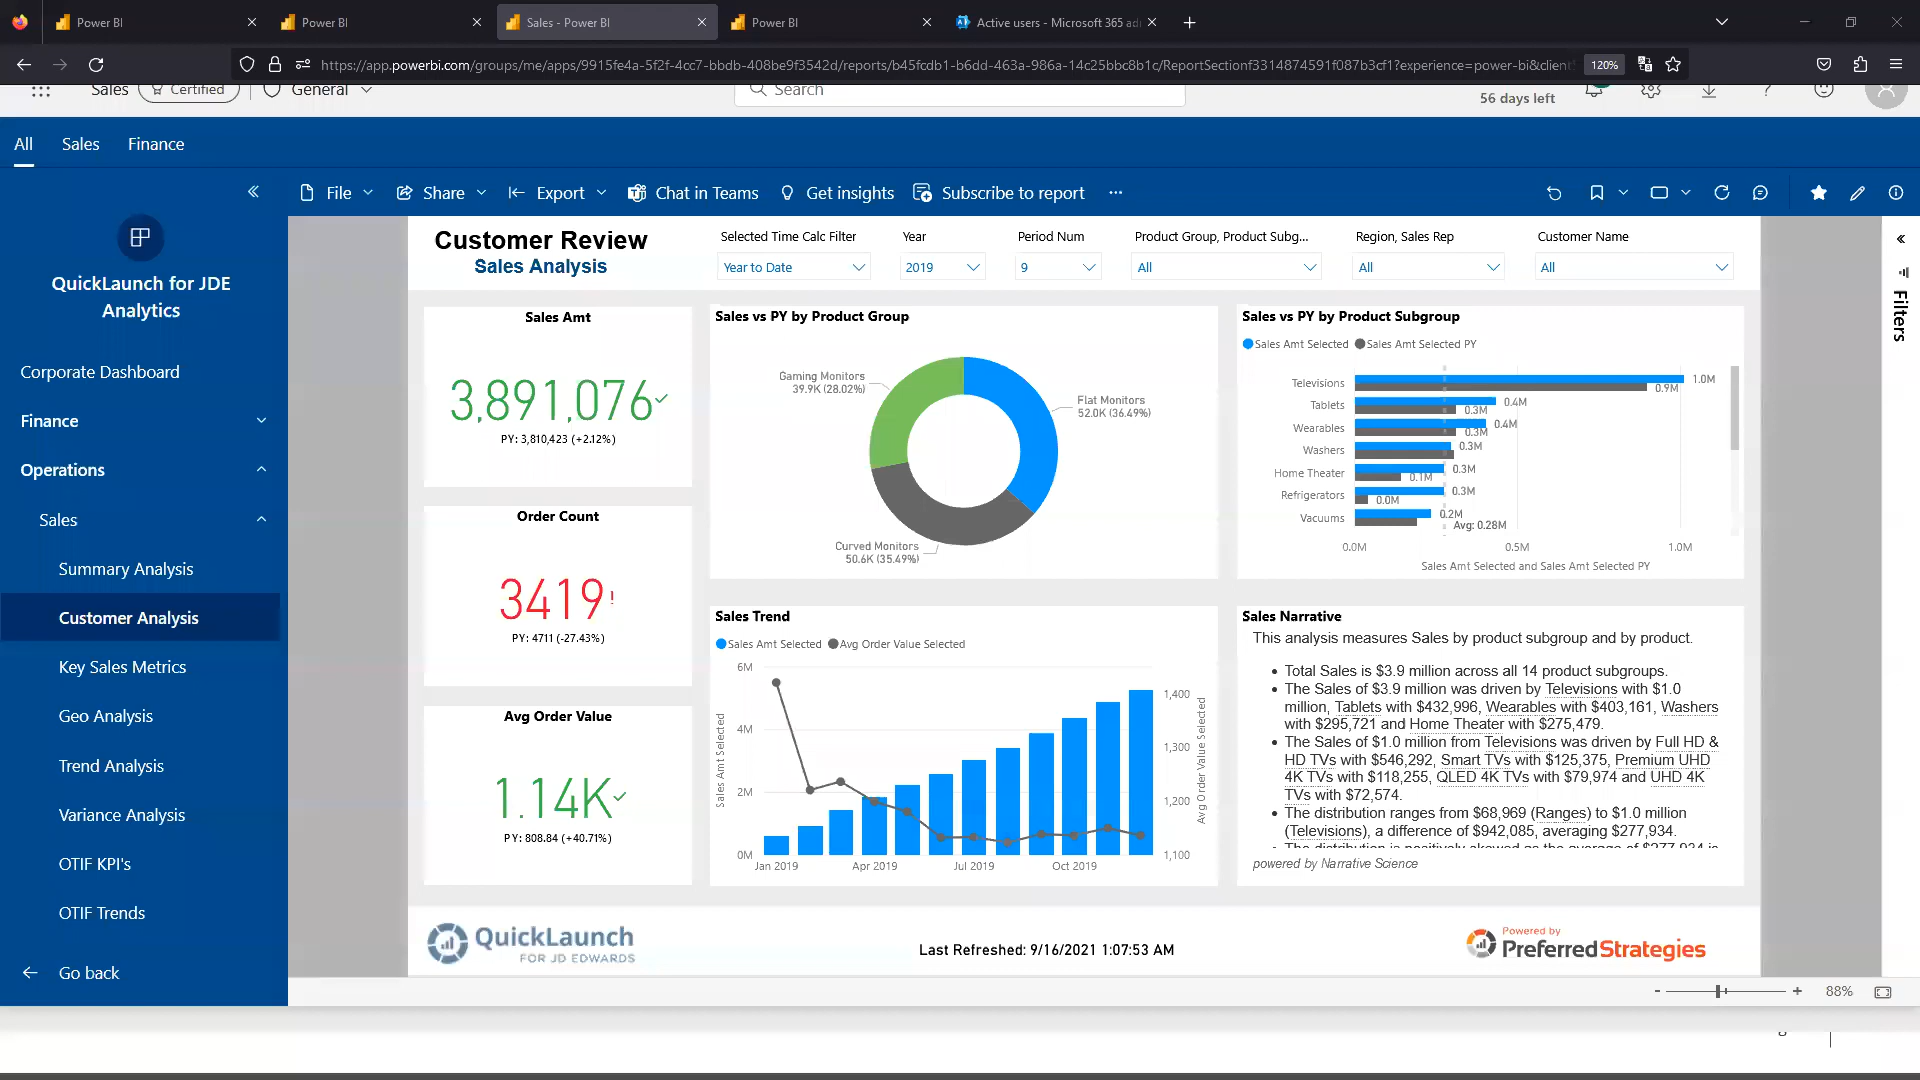 Power BI
Power BI
Sales - Power BI
Power BI
Active users - Microsoft 365 ad
https://app.powerbi.com/groups/me/apps/9915fe4a-5f2f-4cc7-bbdb-408be9f3542d/reports/b45fcdb1-b6dd-463a-986a-14c25bbc8b1c/ReportSectionf3314874591f087b3cf1?experience=power-bi&client
120%
Sales
Certified
General
Search
56 days left
All
Sales
Finance
File
Share
Export
Chat in Teams
Get insights
Subscribe to report
QuickLaunch for JDE
Analytics
Corporate Dashboard
Finance
Operations
Sales
Summary Analysis
Customer Analysis
Key Sales Metrics
Geo Analysis
Trend Analysis
Variance Analysis
OTIF KPI's
OTIF Trends
Go back
Customer Review
Sales Analysis
Selected Time Calc Filter
Year to Date
Year
2019
Period Num
9
Product Group, Product Subg...
All
Region, Sales Rep
All
Customer Name
All
Filters
Sales Amt
3,891,076
PY: 3,810,423 (+2.12%)
Order Count
3419!
PY: 4711 (-27.43%)
Avg Order Value
1.14K
PY: 808.84 (+40.71%)
Sales vs PY by Product Group
Gaming Monitors
39.9K (28.02%)
Flat Monitors
52.0K (36.49%)
Curved Monitors
50.6K (35.49%)
Sales vs PY by Product Subgroup
Sales Amt Selected
Sales Amt Selected PY
Televisions
1.0M
0.9M
Tablets
0.4M
0.3M
Wearables
0.4M
0.3M
Washers
0.3M
Home Theater
0.3M
0.1M
Refrigerators
0.3M
0.0M
Vacuums
0.2M
Avg: 0.28M
0.0M
0.5M
1.0M
Sales Amt Selected and Sales Amt Selected PY
Sales Trend
Sales Amt Selected
Avg Order Value Selected
Sales Amt Selected
6M
4M
2M
0M
Jan 2019
Apr 2019
Jul 2019
Oct 2019
1,400
1,300
1,200
1,100
Avg Order Value Selected
Sales Narrative
This analysis measures Sales by product subgroup and by product.
• Total Sales is $3.9 million across all 14 product subgroups.
• The Sales of $3.9 million was driven by Televisions with $1.0
million, Tablets with $432,996, Wearables with $403,161, Washers
with $295,721 and Home Theater with $275,479.
• The Sales of $1.0 million from Televisions was driven by Full HD &
HD TVs with $546,292, Smart TVs with $125,375, Premium UHD
4K TVs with $118,255, QLED 4K TVs with $79,974 and UHD 4K
TVs with $72,574.
• The distribution ranges from $68,969 (Ranges) to $1.0 million
(Televisions), a difference of $942,085, averaging $277,934.
• The distribution is positively skewed as the average of $277,934 is
powered by Narrative Science
QuickLaunch
FOR JD EDWARDS
Last Refreshed: 9/16/2021 1:07:53 AM
Powered by
PreferredStrategies
- + 88%